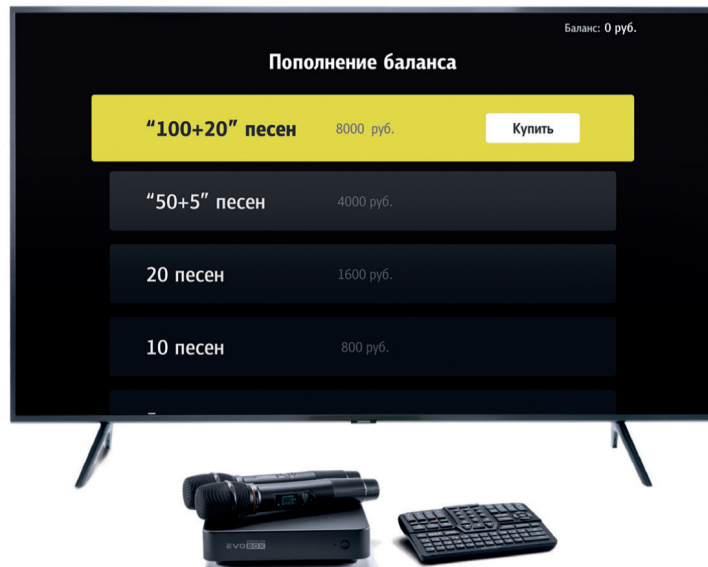 Баланс: 0 руб.
Пополнение баланса
“100+20” песен 8000 руб. Купить
“50+5” песен 4000 руб.
20 песен 1600 руб.
10 песен 800 руб.
EVOBOX